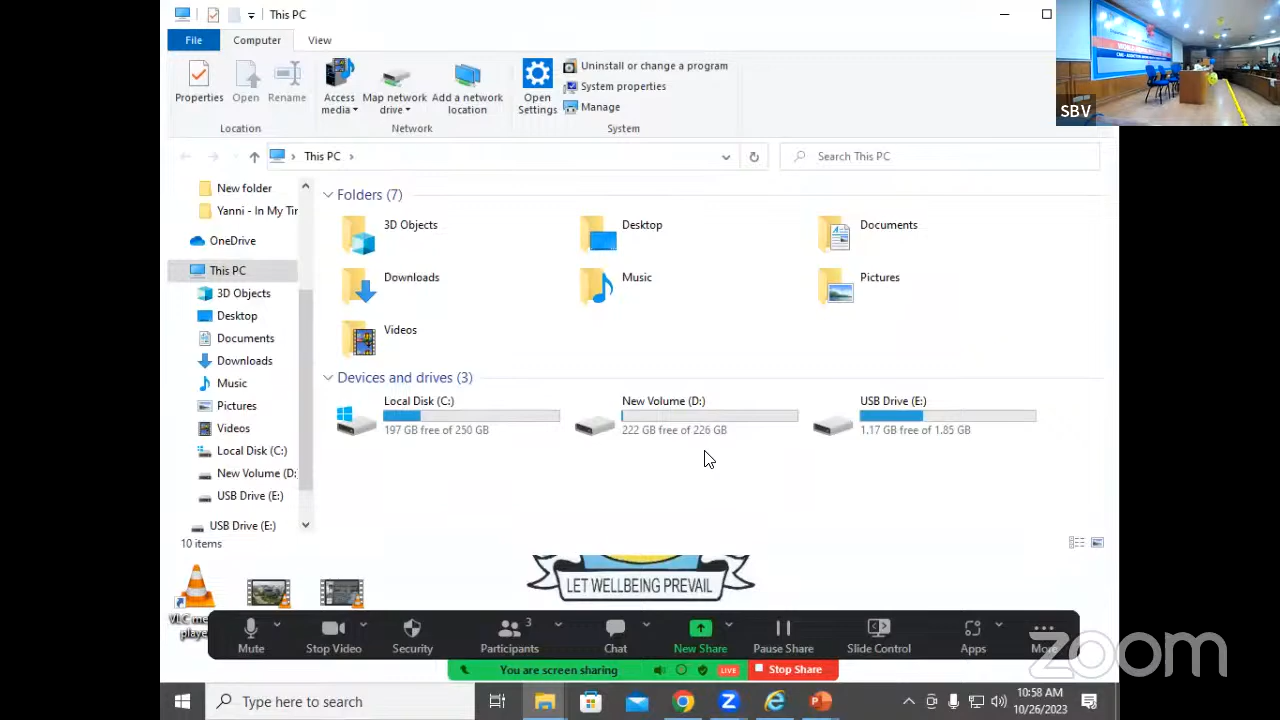 This PC
File
Computer
View
Properties
Open
Rename
Access
media
Map network
drive
Add a network
location
Open
Settings
Uninstall or change a program
System properties
Manage
Location
Network
System
This PC
Search This PC
New folder
Yanni - In My Tir
OneDrive
This PC
3D Objects
Desktop
Documents
Downloads
Music
Pictures
Videos
Local Disk (C:)
New Volume (D:
USB Drive (E:)
USB Drive (E:)
Folders (7)
3D Objects
Desktop
Documents
Downloads
Music
Pictures
Videos
Devices and drives (3)
Local Disk (C:)
197 GB free of 250 GB
New Volume (D:)
222 GB free of 226 GB
USB Drive (E:)
1.17 GB free of 1.85 GB
10 items
SBV
LET WELLBEING PREVAIL
VLC me
playe
Mute
Stop Video
Security
3
Participants
Chat
New Share
Pause Share
Slide Control
Apps
More
zoom
You are screen sharing
LIVE
Stop Share
Type here to search
10:58 AM
10/26/2023